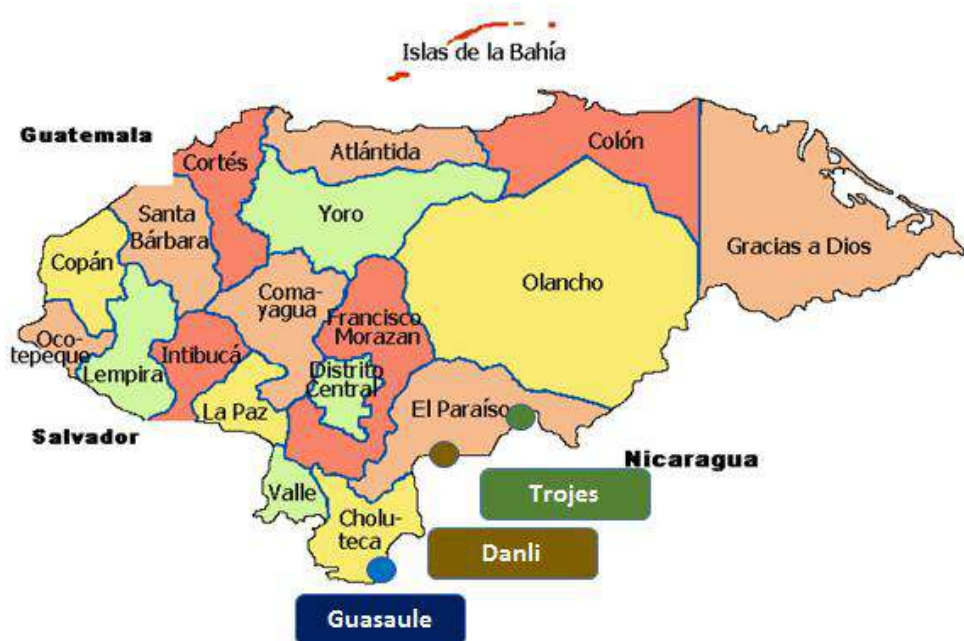 Islas de la Bahía
Guatemala
Cortés
Atlántida
Colón
Santa
Bárbara
Yoro
Copán
Gracias a Dios
Olancho
Coma-
yagua
Francisco
Morazan
Oco-
tepeque
Intibucá
Lempira
Distrito
Central
La Paz
El Paraíso
Salvador
Nicaragua
Valle
Trojes
Cholu-
teca
Danli
Guasaule